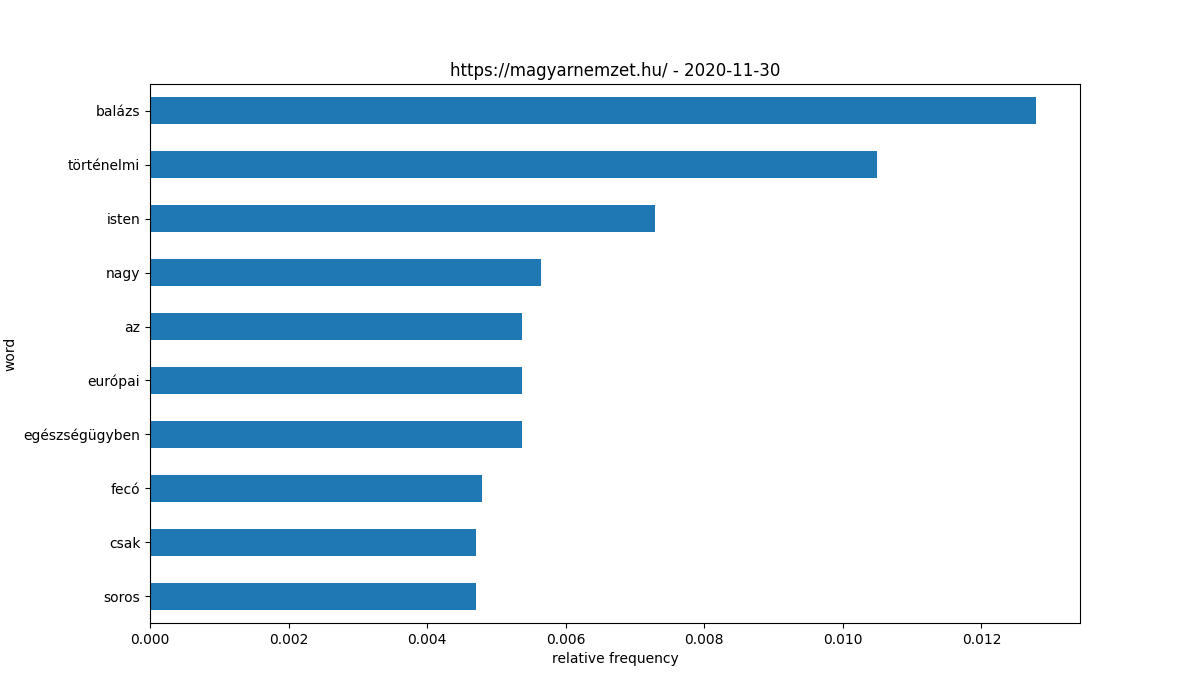 https://magyarnemzet.hu/ - 2020-11-30
balázs
történelmi
isten
nagy
az
európai
egészségügyben
fecó
csak
soros
word
0.000 0.002 0.004 0.006 0.008 0.010 0.012
relative frequency